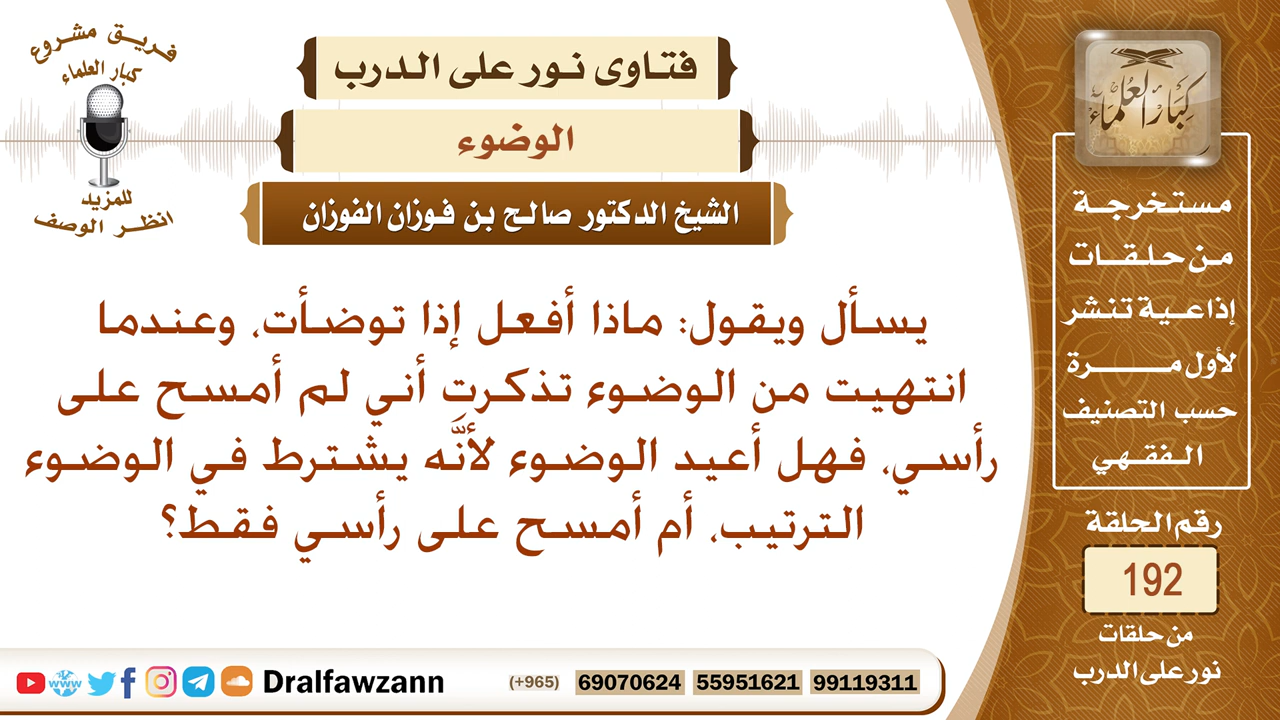 فريق مشروع
كبار العلماء
للمزيد
انظر الوصف
فتاوى نور على الدرب
الوضوء
الشيخ الدكتور صالح بن فوزان الفوزان
يسأل ويقول: ماذا أفعل إذا توضأت، وعندما
انتهيت من الوضوء تذكرت أني لم أمسح على
رأسي، فهل أعيد الوضوء لأنَّه يشترط في الوضوء
الترتيب، أم أمسح على رأسي فقط؟
كبار العلماء
مستخرجة
من حلقات
إذاعية تنشر
لأول مرة
حسب التصنيف
الفقهي
رقم الحلقة
192
من حلقات
نور على الدرب
www Dralfawzann (+965) 69070624 55951621 99119311